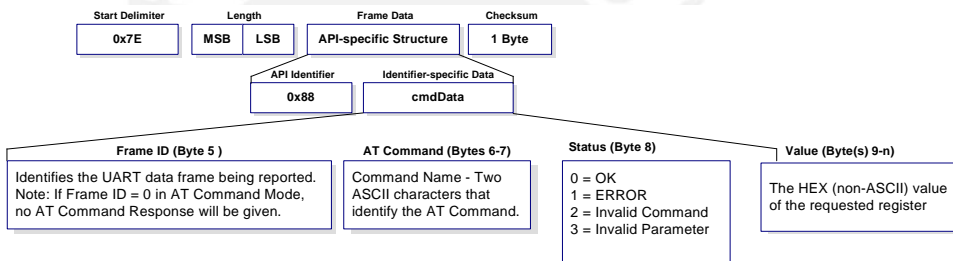 Start Delimiter Length Frame Data Checksum
0x7E MSB LSB API-specific Structure 1 Byte
API Identifier Identifier-specific Data
0x88 cmdData
Frame ID (Byte 5 )
Identifies the UART data frame being reported.
Note: If Frame ID = 0 in AT Command Mode,
no AT Command Response will be given.
AT Command (Bytes 6-7)
Command Name - Two
ASCII characters that
identify the AT Command.
Status (Byte 8)
0 = OK
1 = ERROR
2 = Invalid Command
3 = Invalid Parameter
Value (Byte(s) 9-n)
The HEX (non-ASCII) value
of the requested register